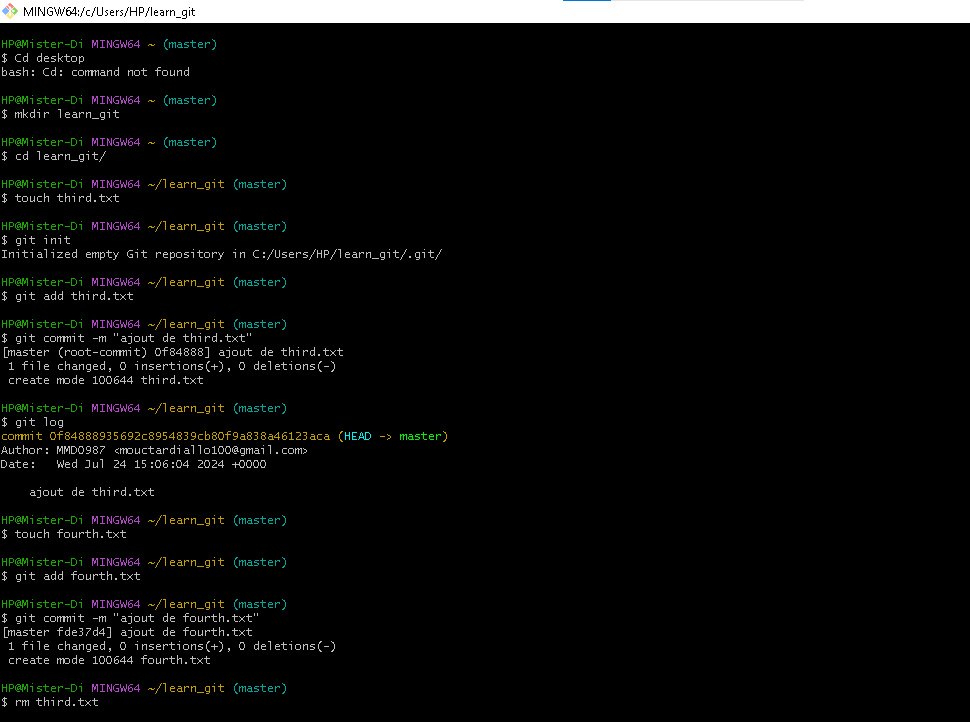 MINGW64:/c/Users/HP/learn_git
HP@Mister-Di MINGW64 ~ (master)
$ Cd desktop
bash: Cd: command not found
HP@Mister-Di MINGW64 ~ (master)
$ mkdir learn_git
HP@Mister-Di MINGW64 ~ (master)
$ cd learn_git/
HP@Mister-Di MINGW64 ~/learn_git (master)
$ touch third.txt
HP@Mister-Di MINGW64 ~/learn_git (master)
$ git init
Initialized empty Git repository in C:/Users/HP/learn_git/.git/
HP@Mister-Di MINGW64 ~/learn_git (master)
$ git add third.txt
HP@Mister-Di MINGW64 ~/learn_git (master)
$ git commit -m "ajout de third.txt"
[master (root-commit) 0f84888] ajout de third.txt
 1 file changed, 0 insertions(+), 0 deletions(-)
 create mode 100644 third.txt
HP@Mister-Di MINGW64 ~/learn_git (master)
$ git log
commit 0f84888935692c8954839cb80f9a838a46123aca (HEAD -> master)
Author: MMD0987 <mouctardiallo100@gmail.com>
Date:   Wed Jul 24 15:06:04 2024 +0000
    ajout de third.txt
HP@Mister-Di MINGW64 ~/learn_git (master)
$ touch fourth.txt
HP@Mister-Di MINGW64 ~/learn_git (master)
$ git add fourth.txt
HP@Mister-Di MINGW64 ~/learn_git (master)
$ git commit -m "ajout de fourth.txt"
[master fde37d4] ajout de fourth.txt
 1 file changed, 0 insertions(+), 0 deletions(-)
 create mode 100644 fourth.txt
HP@Mister-Di MINGW64 ~/learn_git (master)
$ rm third.txt